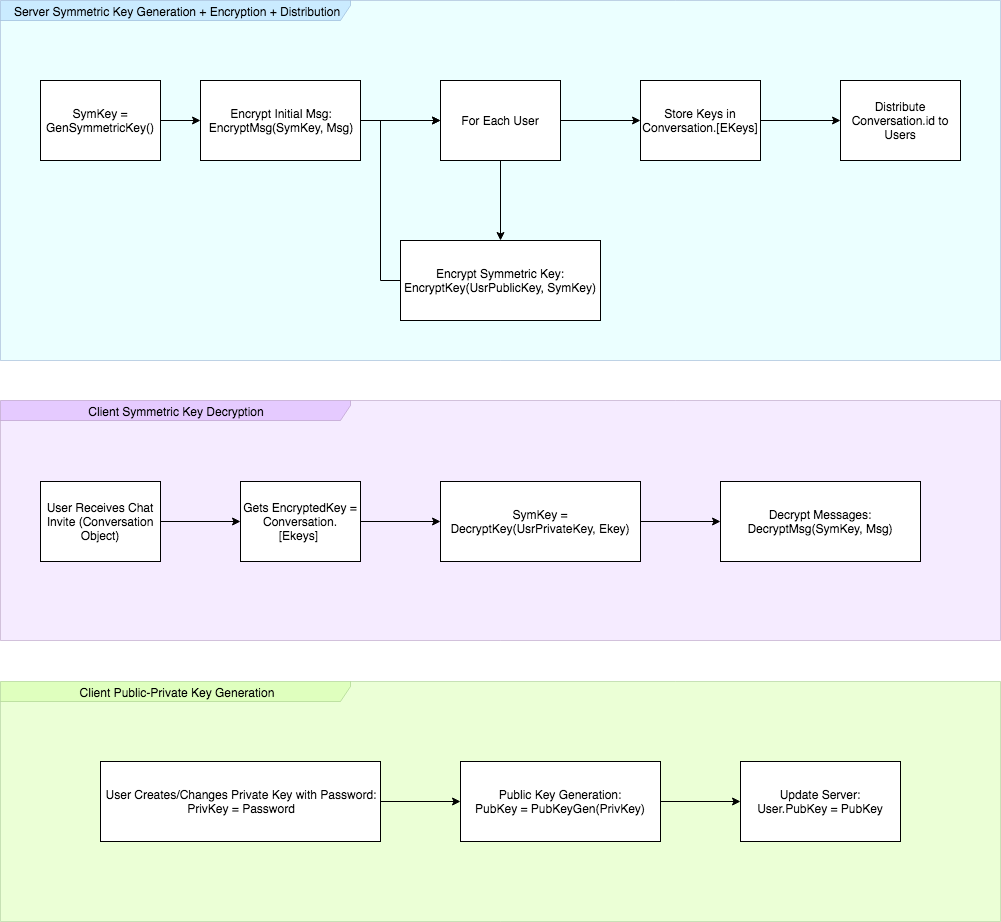 Server Symmetric Key Generation + Encryption + Distribution
SymKey =
GenSymmetricKey()
Encrypt Initial Msg:
EncryptMsg(SymKey, Msg)
For Each User
Store Keys in
Conversation.[EKeys]
Distribute
Conversation.id to
Users
Encrypt Symmetric Key:
EncryptKey(UsrPublicKey, SymKey)
Client Symmetric Key Decryption
User Receives Chat
Invite (Conversation
Object)
Gets EncryptedKey =
Conversation.
[Ekeys]
SymKey =
DecryptKey(UsrPrivateKey, Ekey)
Decrypt Messages:
DecryptMsg(SymKey, Msg)
Client Public-Private Key Generation
User Creates/Changes Private Key with Password:
PrivKey = Password
Public Key Generation:
PubKey = PubKeyGen(PrivKey)
Update Server:
User.PubKey = PubKey